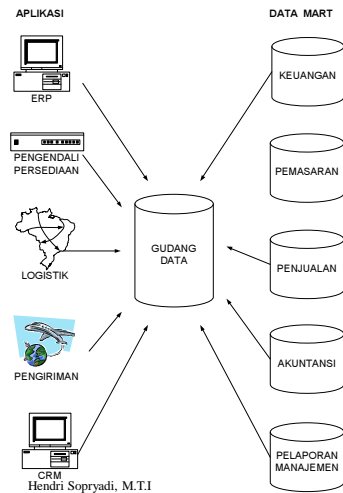 APLIKASI
DATA MART
ERP
PENGENDALI
PERSEDIAAN
LOGISTIK
PENGIRIMAN
CRM
GUDANG
DATA
KEUANGAN
PEMASARAN
PENJUALAN
AKUNTANSI
PELAPORAN
MANAJEMEN
Hendri Sopryadi, M.T.I